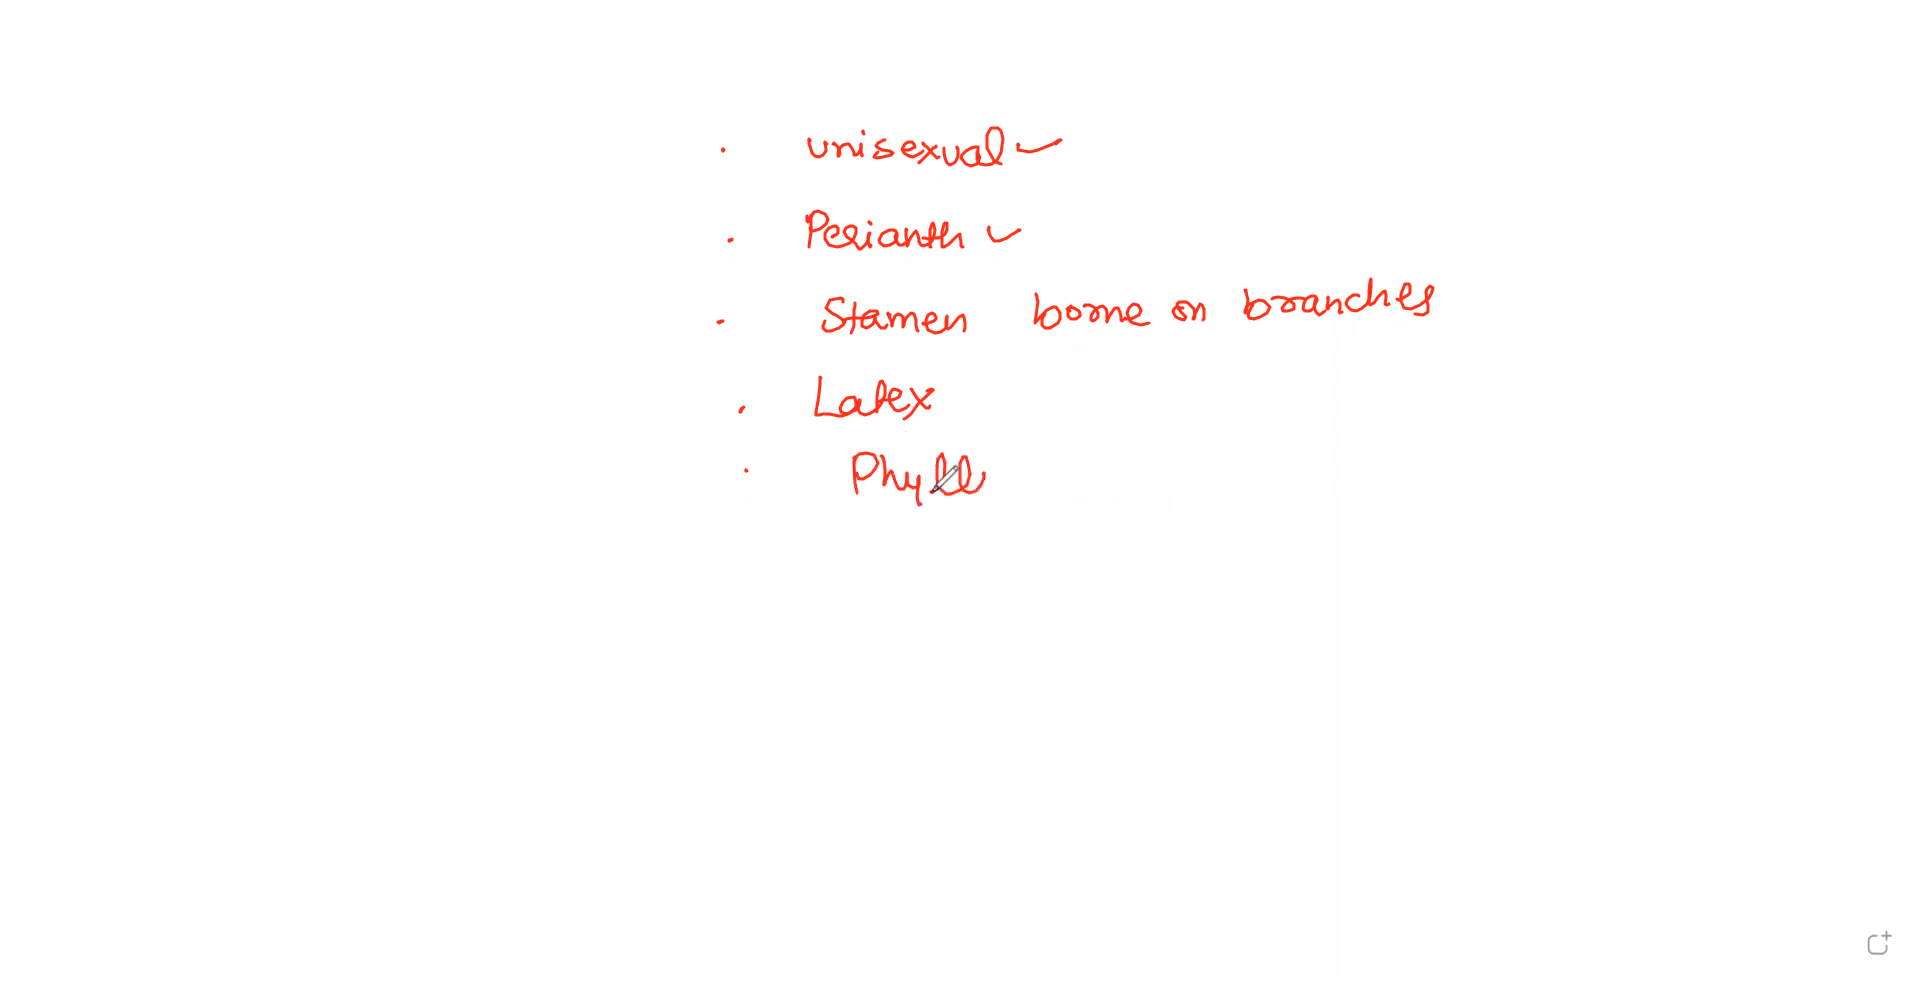 · unisexual ✓
· Perianth ✓
· Stamen borne on branches
· Latex
· Phyll